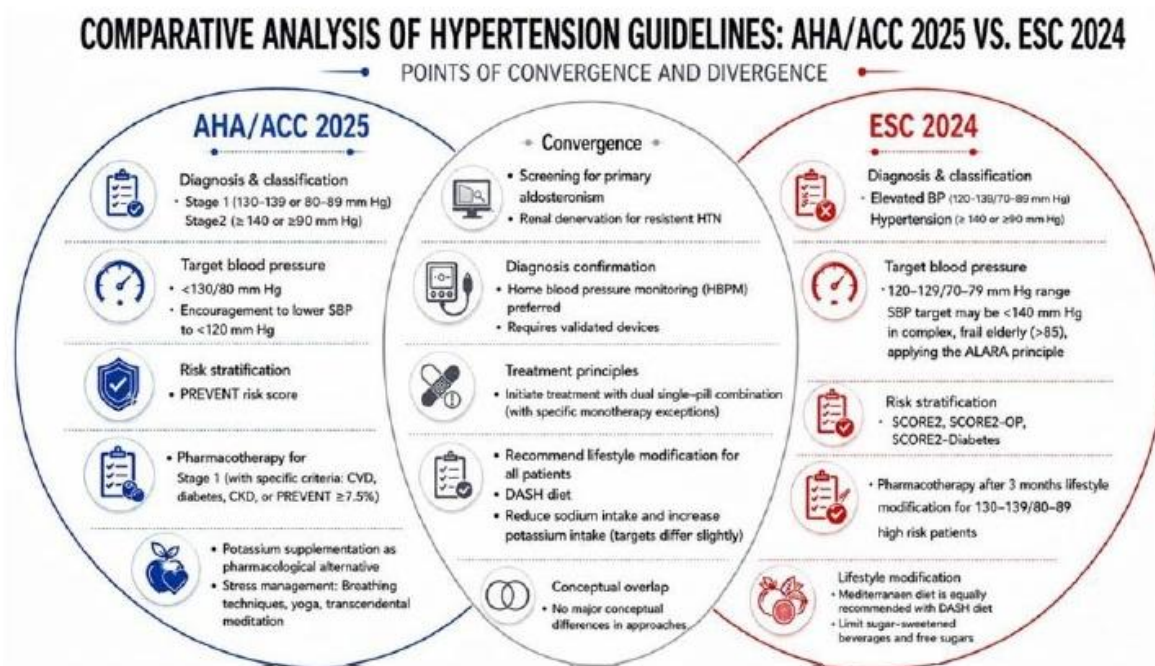 COMPARATIVE ANALYSIS OF HYPERTENSION GUIDELINES: AHA/ACC 2025 VS. ESC 2024
POINTS OF CONVERGENCE AND DIVERGENCE
AHA/ACC 2025
Diagnosis & classification
• Stage 1 (130–139 or 80–89 mm Hg)
Stage2 (≥ 140 or ≥90 mm Hg)
Target blood pressure
• <130/80 mm Hg
• Encouragement to lower SBP
to <120 mm Hg
Risk stratification
• PREVENT risk score
• Pharmacotherapy for
Stage 1 (with specific criteria: CVD,
diabetes, CKD, or PREVENT ≥7.5%)
• Potassium supplementation as
pharmacological alternative
• Stress management: Breathing
techniques, yoga, transcendental
meditation
Convergence
• Screening for primary
aldosteronism
• Renal denervation for resistent HTN
Diagnosis confirmation
• Home blood pressure monitoring (HBPM)
preferred
• Requires validated devices
Treatment principles
• Initiate treatment with dual single–pill combination
(with specific monotherapy exceptions)
• Recommend lifestyle modification for
all patients
• DASH diet
• Reduce sodium intake and increase
potassium intake (targets differ slightly)
Conceptual overlap
• No major conceptual
differences in approaches
ESC 2024
Diagnosis & classification
• Elevated BP (120–139/70–89 mm Hg)
Hypertension (≥ 140 or ≥90 mm Hg)
Target blood pressure
• 120–129/70–79 mm Hg range
SBP target may be <140 mm Hg
in complex, frail elderly (>85),
applying the ALARA principle
Risk stratification
• SCORE2, SCORE2–OP,
SCORE2–Diabetes
• Pharmacotherapy after 3 months lifestyle
modification for 130–139/80–89
high risk patients
Lifestyle modification
• Mediterranaen diet is equally
recommended with DASH diet
• Limit sugar–sweetened
beverages and free sugars